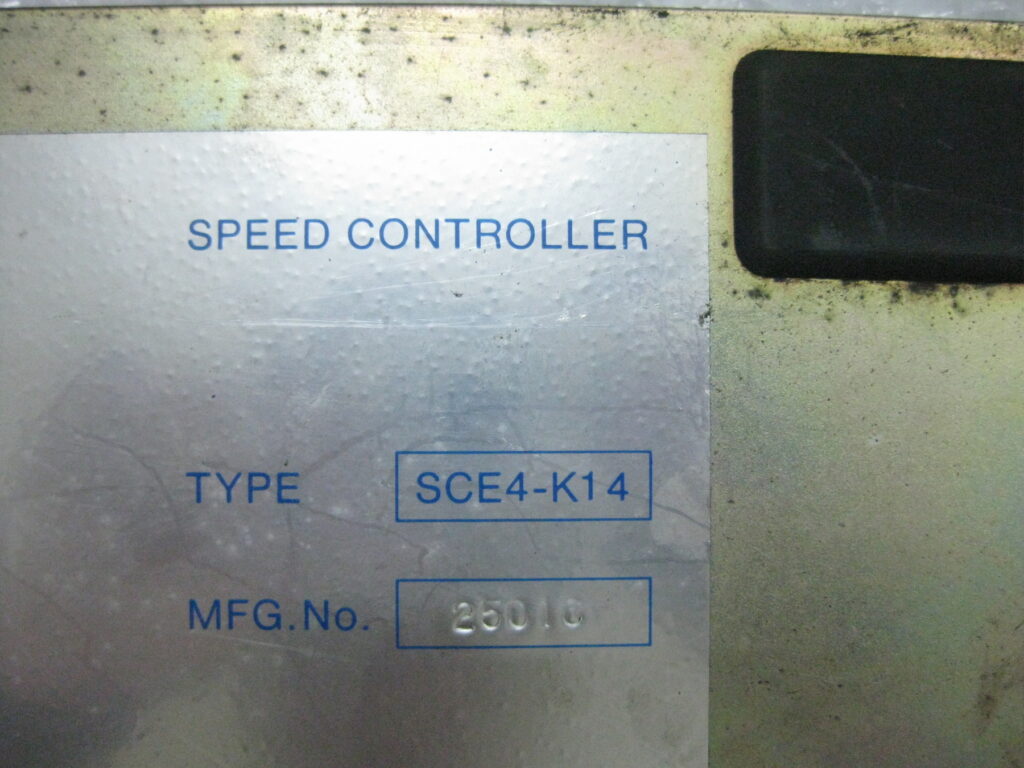 SPEED CONTROLLER
TYPE SCE4-K14
MFG.No.